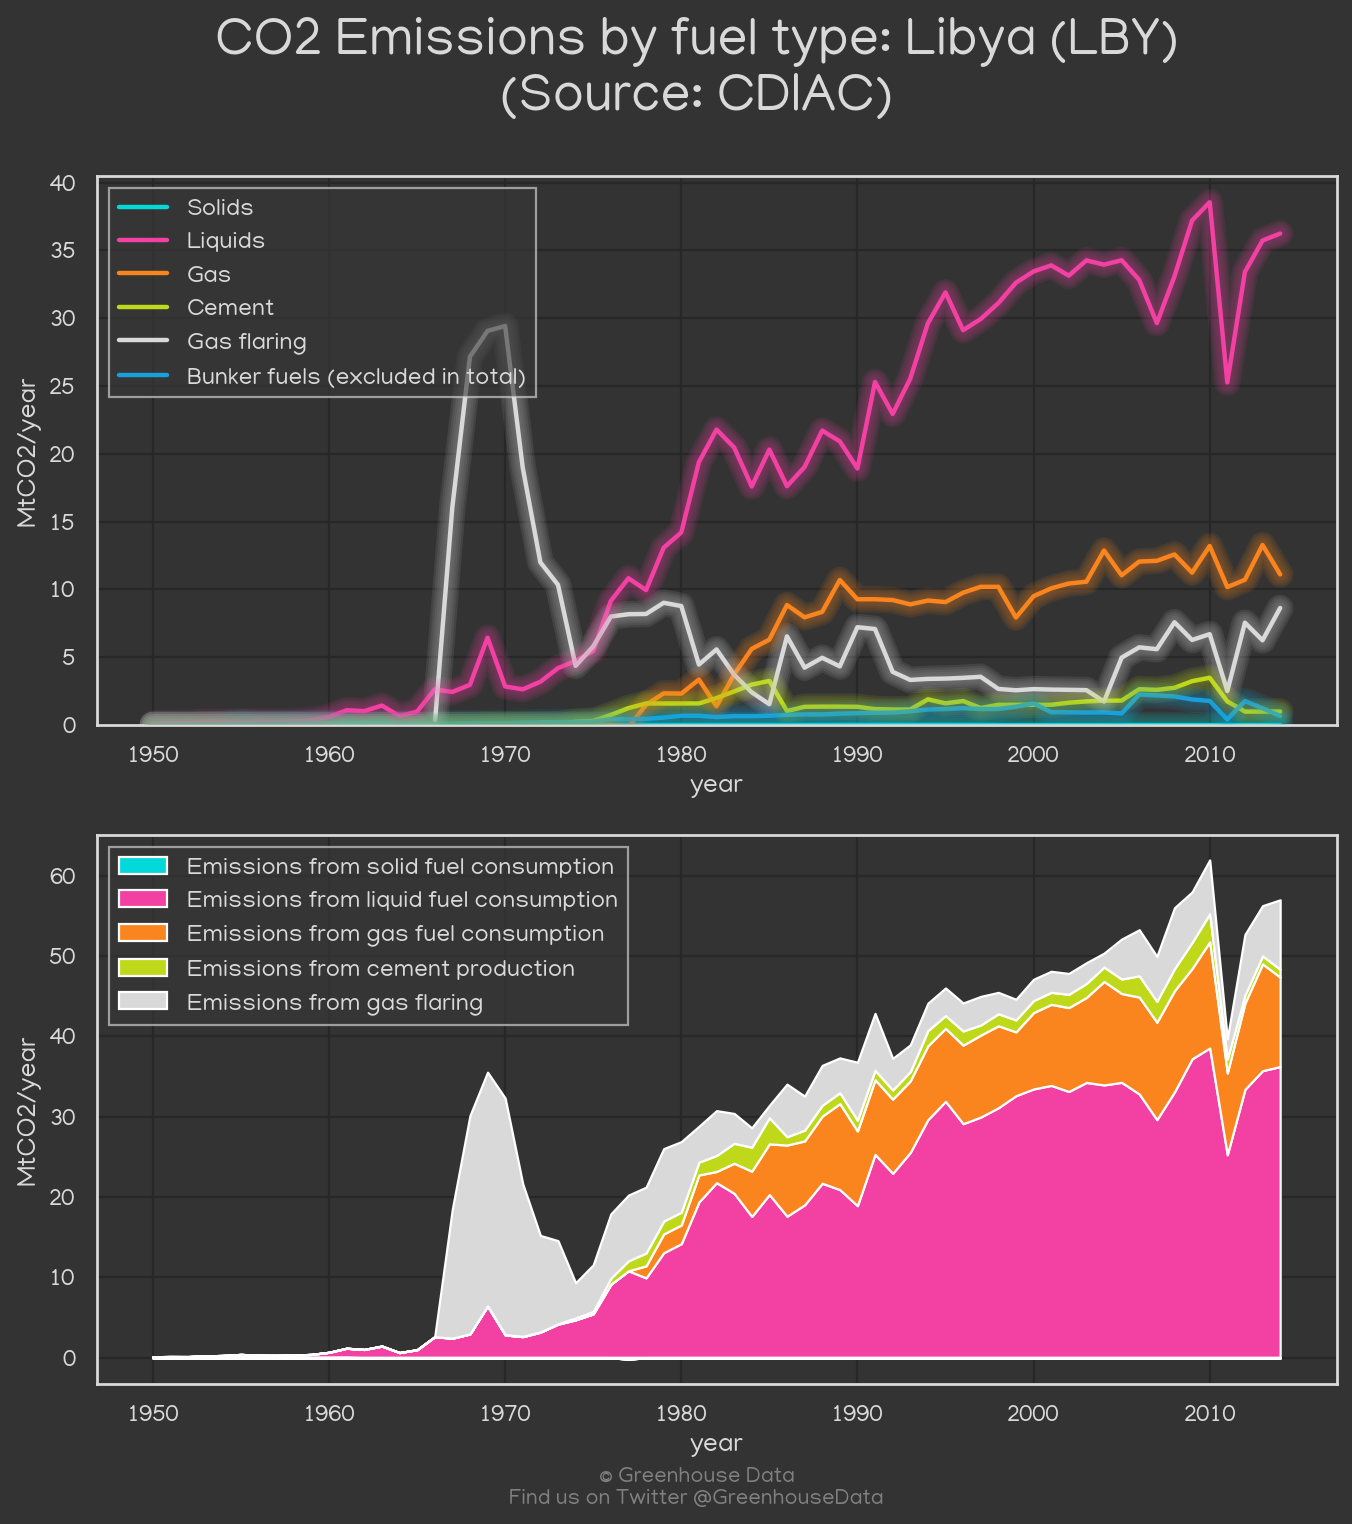 CO2 Emissions by fuel type: Libya (LBY)
(Source: CDIAC)
40
35
30
25
20
15
10
5
0
MtCO2/year
Solids
Liquids
Gas
Cement
Gas flaring
Bunker fuels (excluded in total)
1950 1960 1970 1980 1990 2000 2010
year
60
50
40
30
20
10
0
MtCO2/year
Emissions from solid fuel consumption
Emissions from liquid fuel consumption
Emissions from gas fuel consumption
Emissions from cement production
Emissions from gas flaring
1950 1960 1970 1980 1990 2000 2010
year
© Greenhouse Data
Find us on Twitter @GreenhouseData